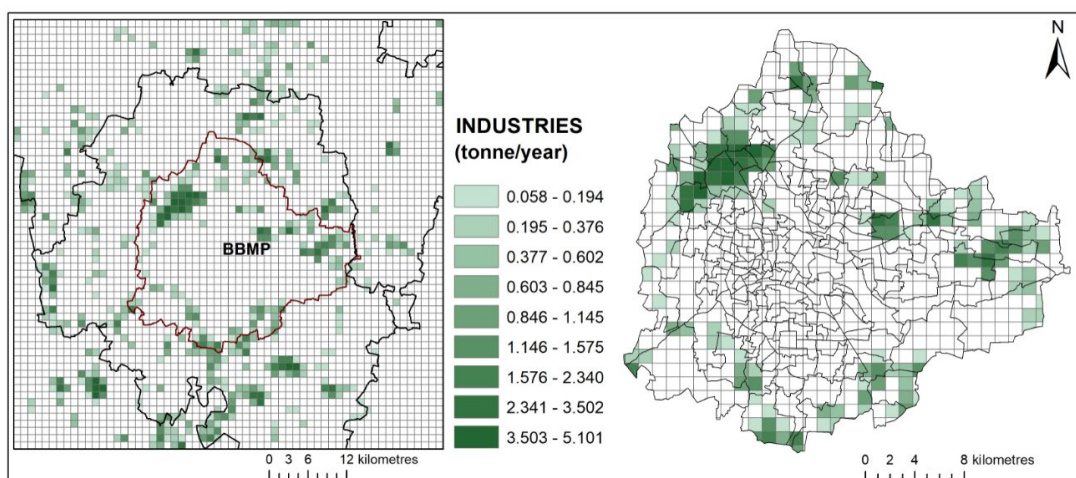 BBMP
0 3 6 12 kilometres
INDUSTRIES
(tonne/year)
0.058 - 0.194
0.195 - 0.376
0.377 - 0.602
0.603 - 0.845
0.846 - 1.145
1.146 - 1.575
1.576 - 2.340
2.341 - 3.502
3.503 - 5.101
N
0 2 4 8 kilometres